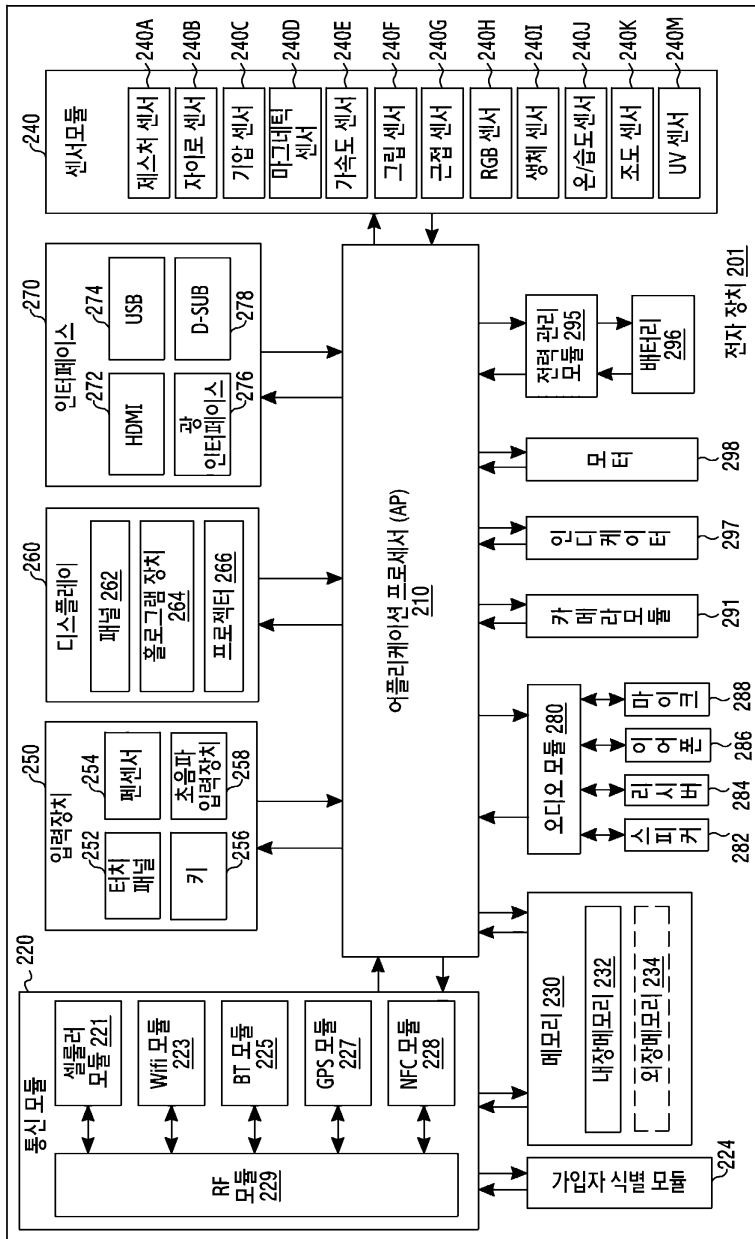 220
통신 모듈
RF
모듈
229
셀룰러
모듈 221
Wifi 모듈
223
BT 모듈
225
GPS 모듈
227
NFC 모듈
228
250
입력장치
252
터치
패널
254
펜센서
키
256
초음파
입력장치
258
260
디스플레이
패널 262
홀로그램 장치
264
프로젝터 266
270
인터페이스
272
HDMI
274
USB
광
인터페이스
276
D-SUB
278
240
센서모듈
제스처 센서
240A
자이로 센서
240B
기압 센서
240C
마그네틱
센서
240D
가속도 센서
240E
그립 센서
240F
근접 센서
240G
RGB 센서
240H
생체 센서
240I
온/습도센서
240J
조도 센서
240K
UV 센서
240M
어플리케이션 프로세서 (AP)
210
가입자 식별 모듈
224
메모리 230
내장메모리 232
외장메모리 234
오디오 모듈 280
스피커
282
리시버
284
이어폰
286
마이크
288
카메라모듈
291
인디케이터
297
모터
298
전력 관리
모듈 295
배터리
296
전자 장치 201